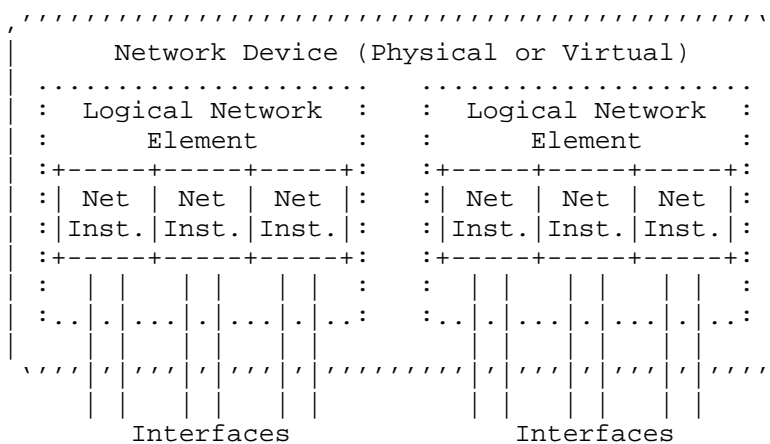 Network Device (Physical or Virtual)
Logical Network Logical Network
Element Element
Net Net Net Net Net Net
Inst. Inst. Inst. Inst. Inst. Inst.
Interfaces Interfaces